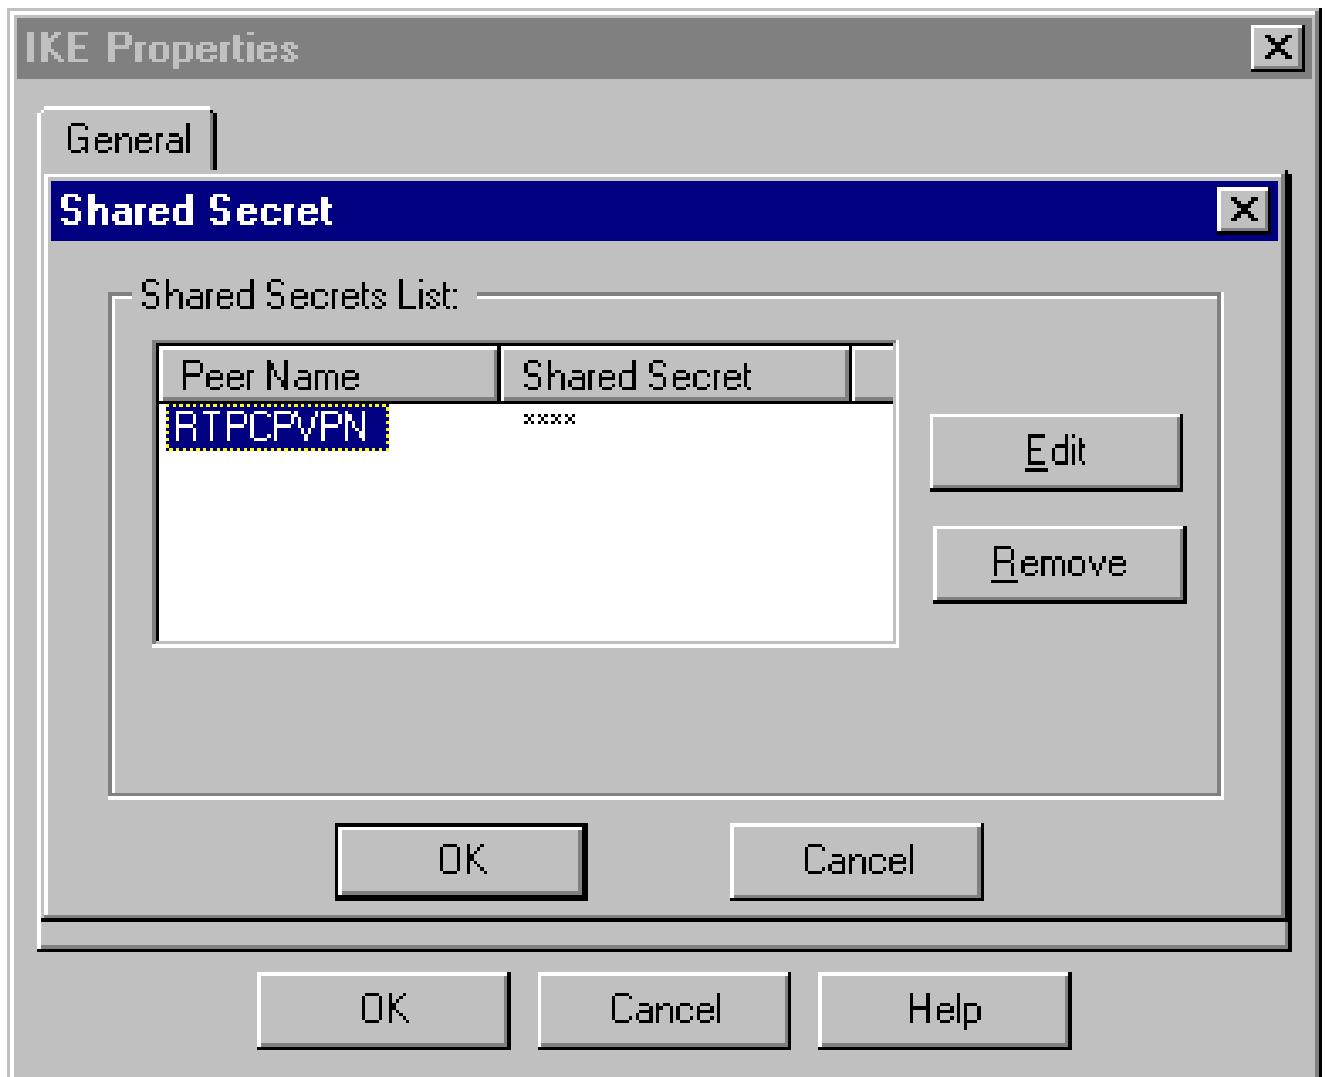 IKE Properties
General
Shared Secret
Shared Secrets List:
Peer Name Shared Secret
RTPCPVPN ****
Edit
Remove
OK Cancel
OK Cancel Help